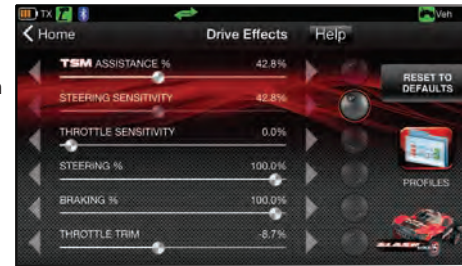 TX Veh
Home Drive Effects Help
TSM ASSISTANCE % 42.8%
RESET TO
DEFAULTS
STEERING SENSITIVITY 42.8%
THROTTLE SENSITIVITY 0.0%
STEERING % 100.0%
PROFILES
BRAKING % 100.0%
THROTTLE TRIM -8.7%
SLASH